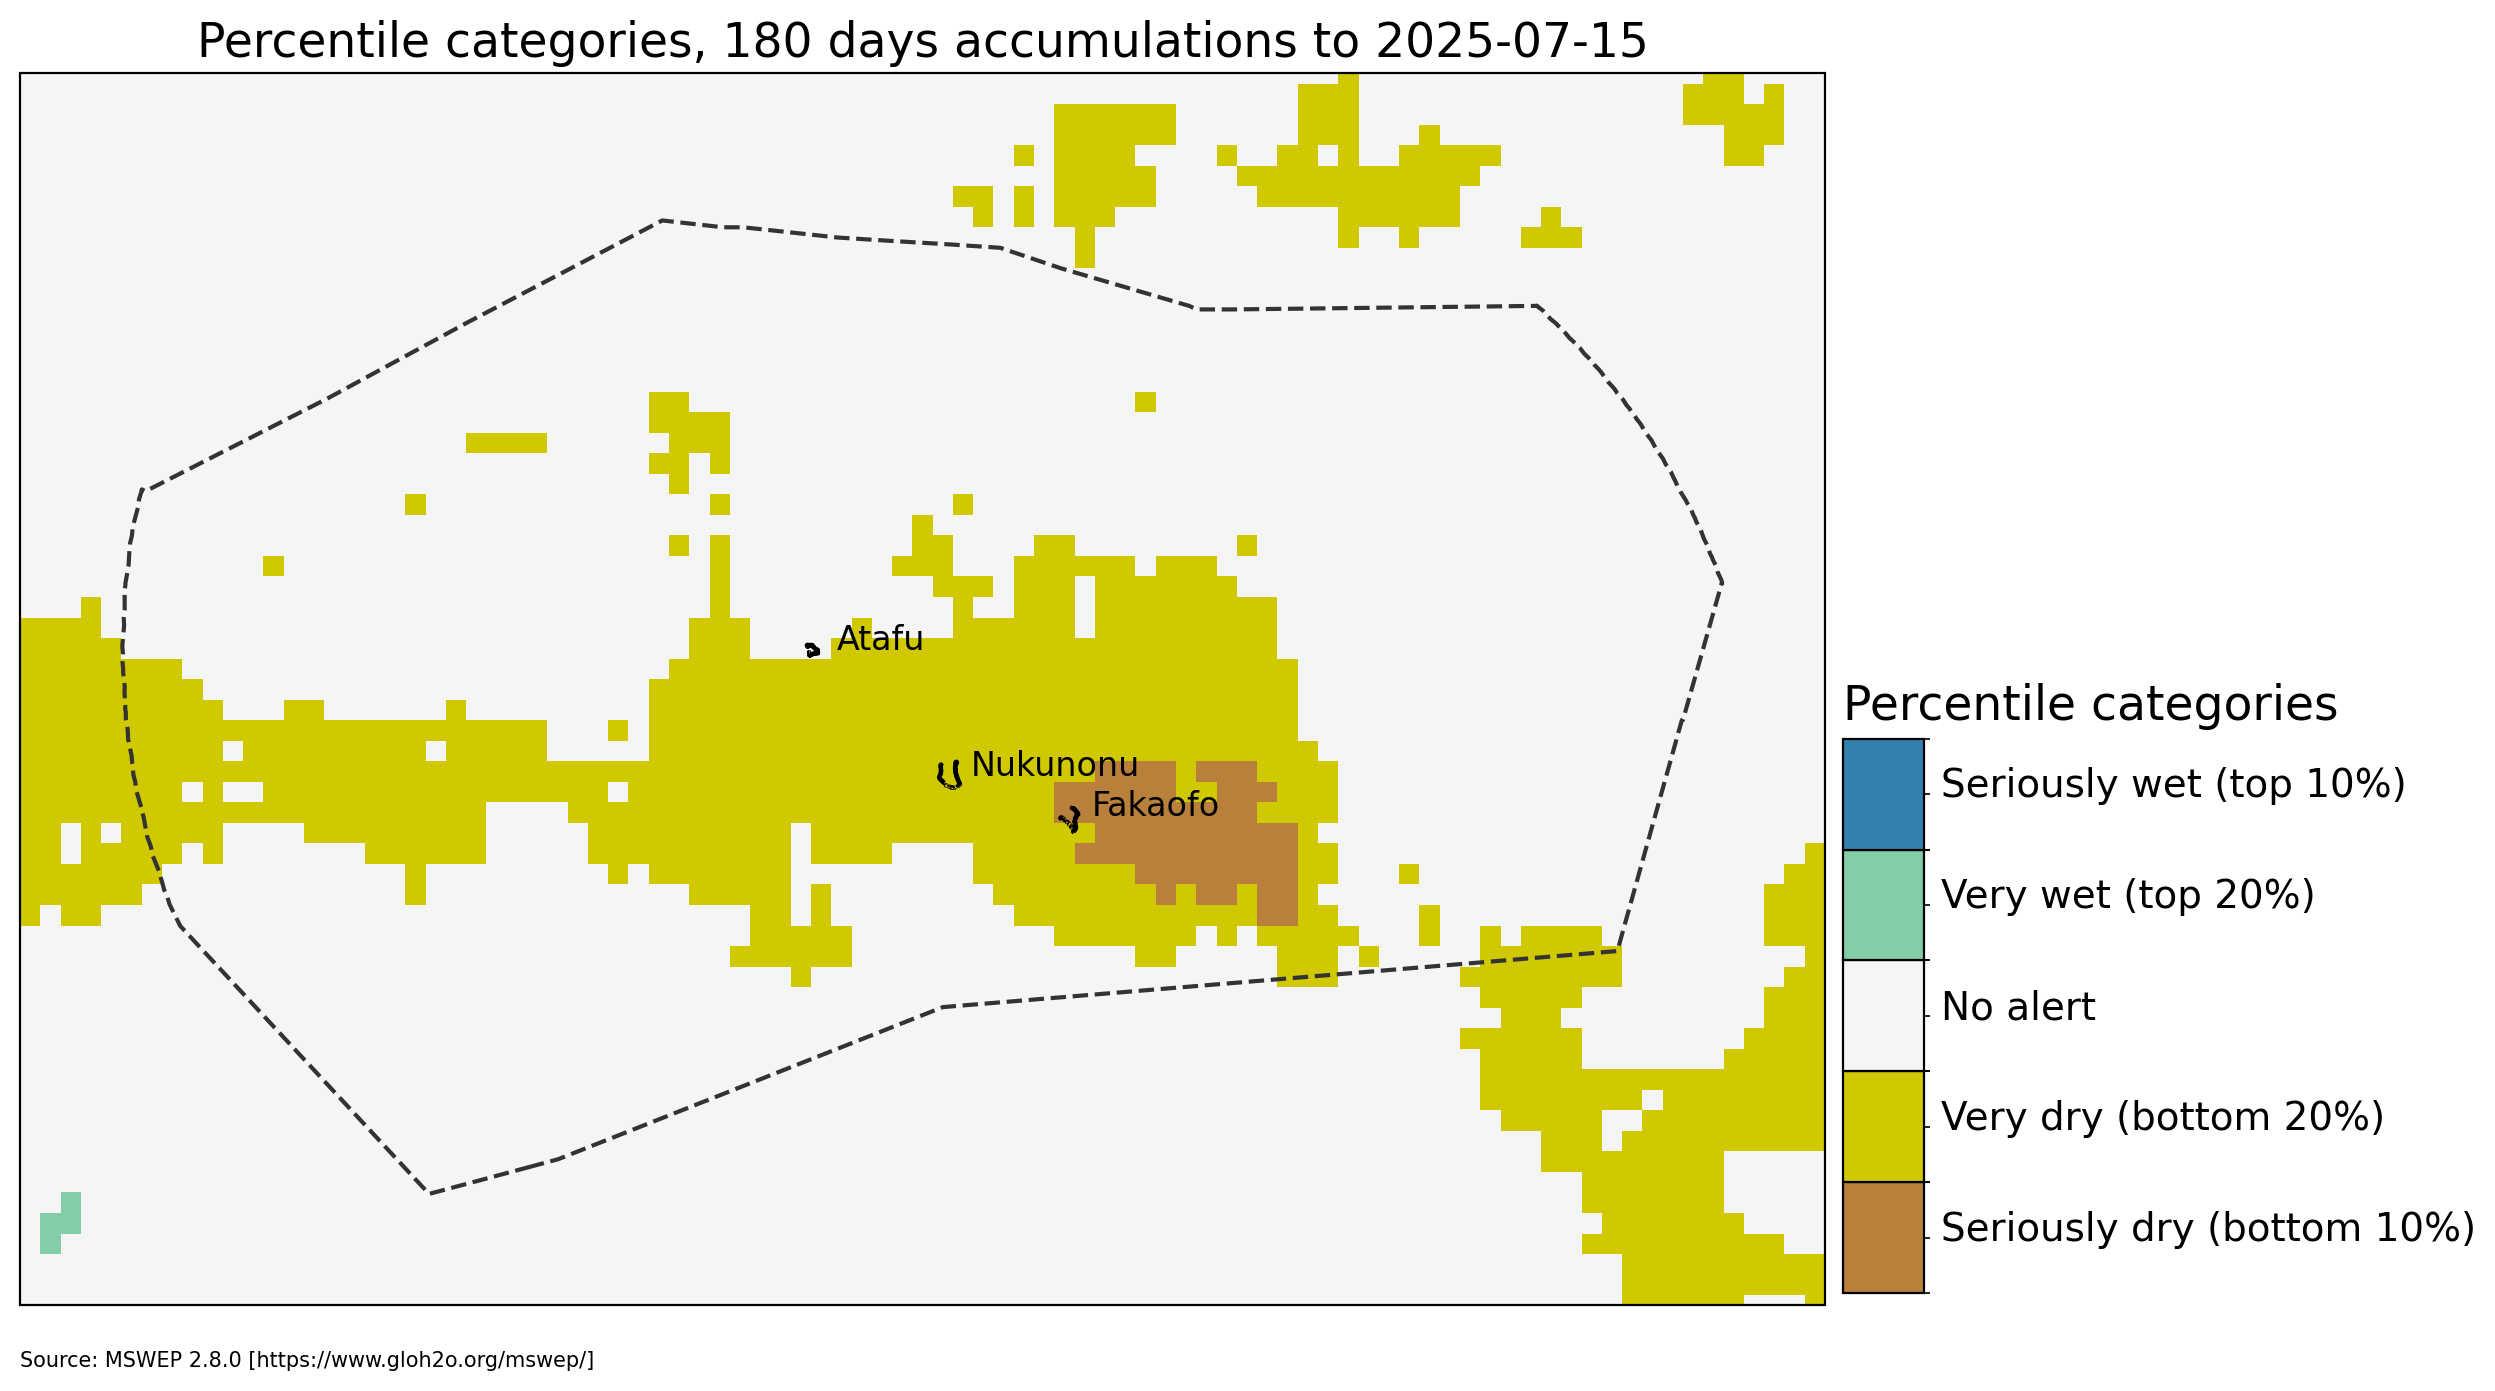 Percentile categories, 180 days accumulations to 2025-07-15
Atafu
Nukunonu
Fakaofo
Percentile categories
Seriously wet (top 10%)
Very wet (top 20%)
No alert
Very dry (bottom 20%)
Seriously dry (bottom 10%)
Source: MSWEP 2.8.0 [https://www.gloh2o.org/mswep/]